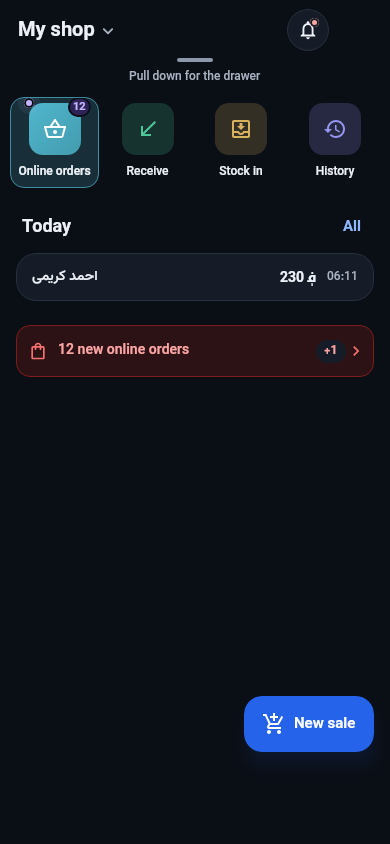 My shop
Pull down for the drawer
12
Online orders
Receive
Stock in
History
Today
All
احمد کریمی
230 ؋
06:11
12 new online orders
+1
New sale